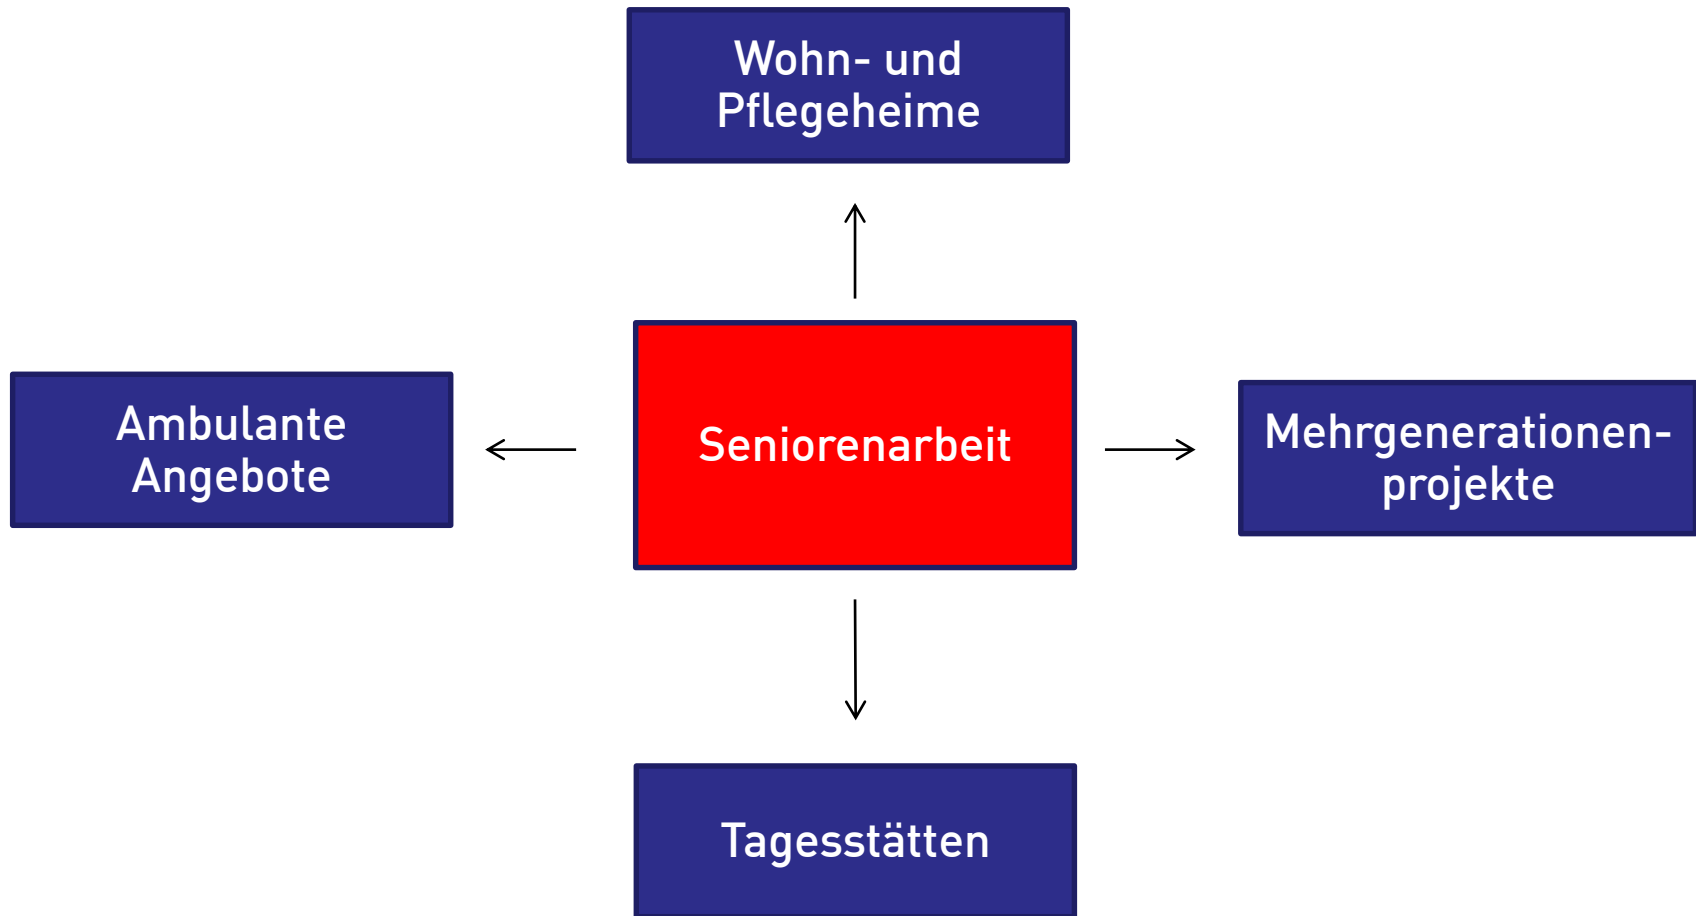 Wohn- und
Pflegeheime
Ambulante
Angebote
Seniorenarbeit
Mehrgenerationen-
projekte
Tagesstätten